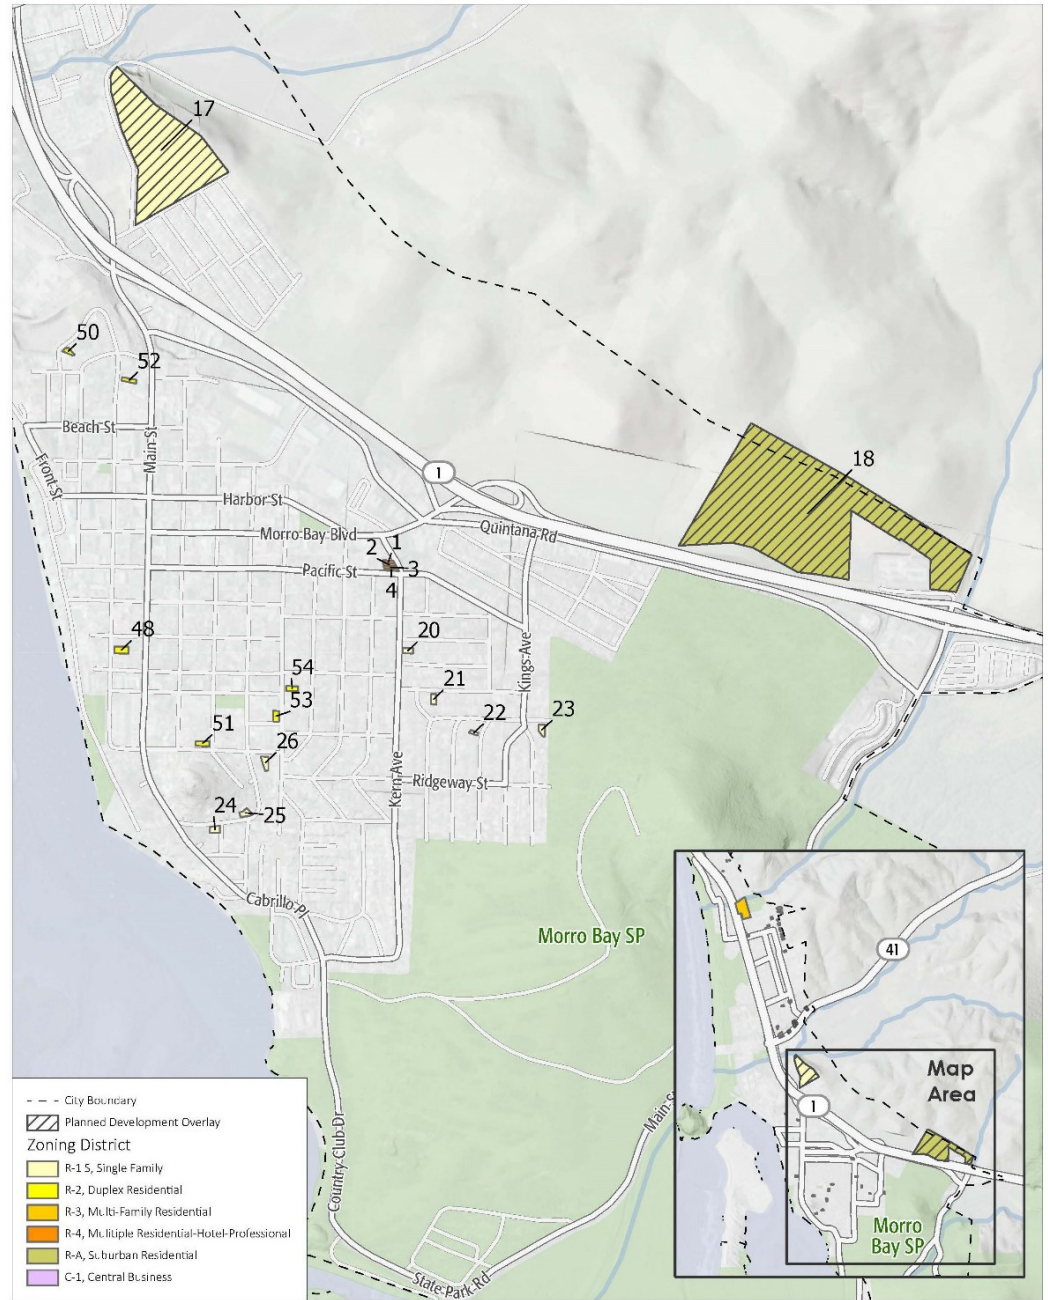 17
50
52
Beach St
Main St
Front St
1
18
Harbor St
Quintana Rd
Morro Bay Blvd
2
1
Pacific St
3
4
48
20
Kings Ave
54
21
53
22
23
51
26
Kern Ave
Ridgeway St
24
25
Cabrillo Pl
Morro Bay SP
41
Map
Area
1
Morro
Bay SP
Main St
Country Club Dr
State Park Rd
City Boundary
Planned Development Overlay
Zoning District
R-1 S, Single Family
R-2, Duplex Residential
R-3, Multi-Family Residential
R-4, Mulitiple Residential-Hotel-Professional
R-A, Suburban Residential
C-1, Central Business